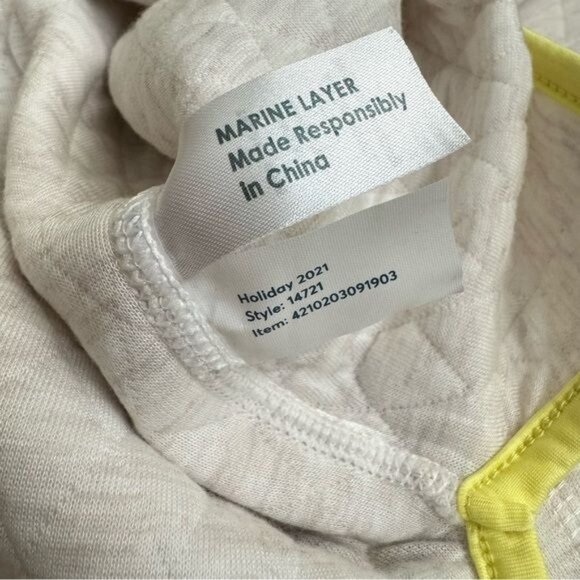 MARINE LAYER
Made Responsibly
in China
Holiday 2021
Style: 14721
Item: 4210203091903